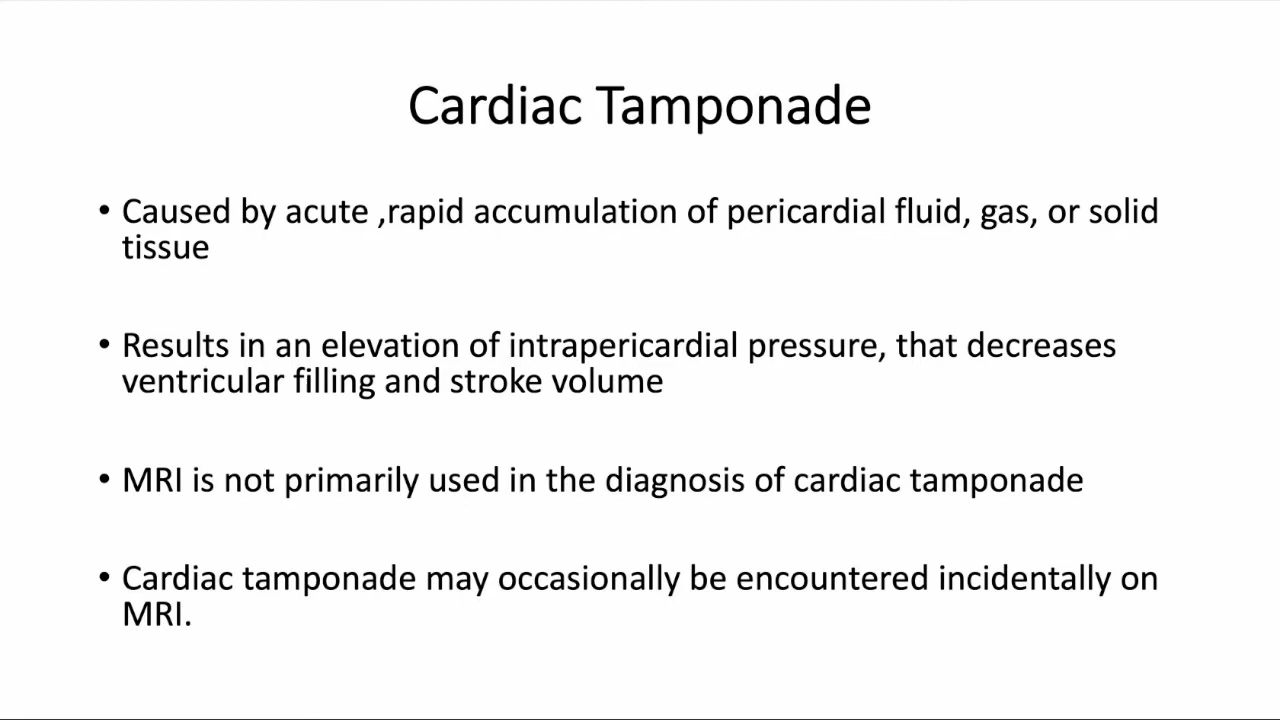 Cardiac Tamponade
• Caused by acute ,rapid accumulation of pericardial fluid, gas, or solid
tissue
• Results in an elevation of intrapericardial pressure, that decreases
ventricular filling and stroke volume
• MRI is not primarily used in the diagnosis of cardiac tamponade
• Cardiac tamponade may occasionally be encountered incidentally on
MRI.